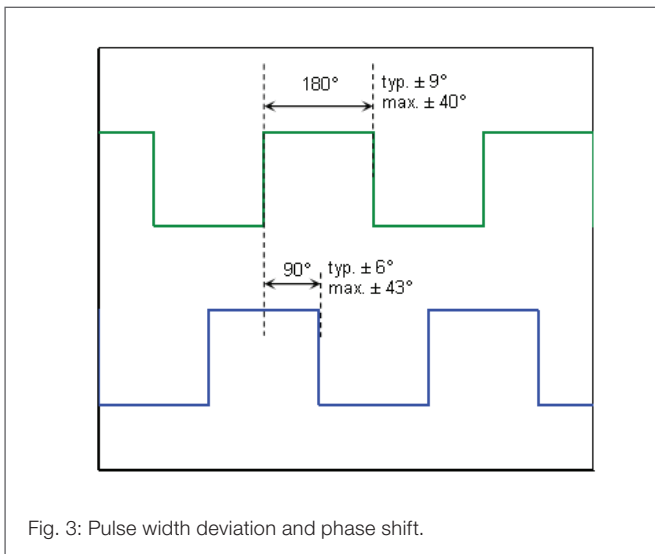 180°
typ. ± 9°
max. ± 40°
90°
typ. ± 6°
max. ± 43°
Fig. 3: Pulse width deviation and phase shift.